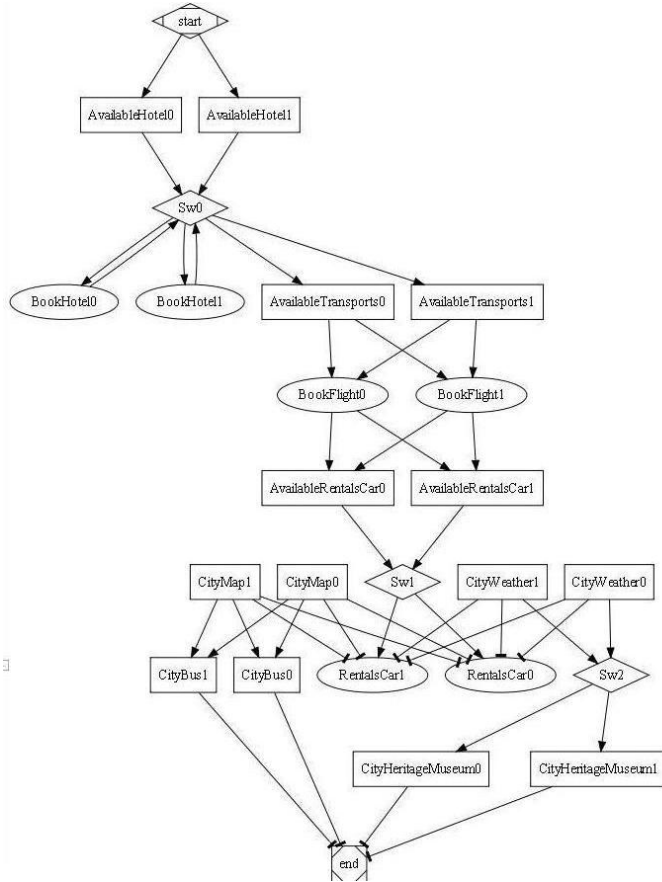 start
AvailableHotel0 AvailableHotel1
Sw0
BookHotel0 BookHotel1 AvailableTransports0 AvailableTransports1
BookFlight0 BookFlight1
AvailableRentalsCar0 AvailableRentalsCar1
CityMap1 CityMap0 Sw1 CityWeather1 CityWeather0
CityBus1 CityBus0 RentalsCar1 RentalsCar0 Sw2
CityHeritageMuseum0 CityHeritageMuseum1
end